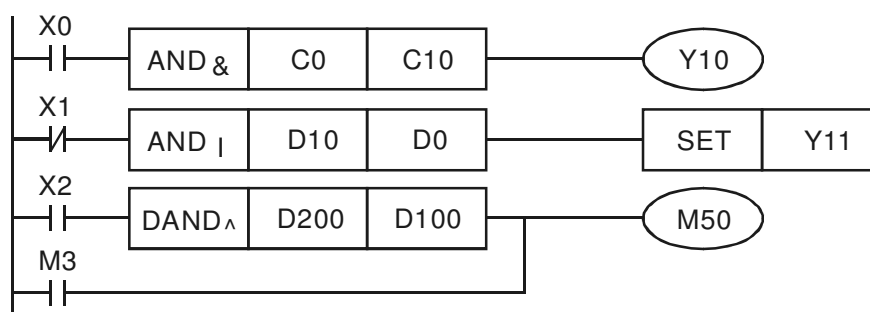 X0
AND & C0 C10 Y10
X1
AND | D10 D0 SET Y11
X2
DAND ^ D200 D100 M50
M3